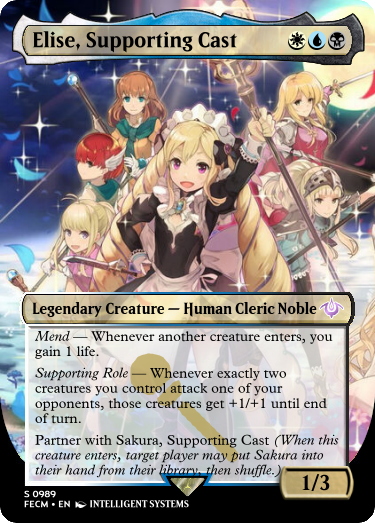 Elise, Supporting Cast
Legendary Creature — Human Cleric Noble
Mend — Whenever another creature enters, you
gain 1 life.
Supporting Role — Whenever exactly two
creatures you control attack one of your
opponents, those creatures get +1/+1 until end
of turn.
Partner with Sakura, Supporting Cast (When this
creature enters, target player may put Sakura into
their hand from their library, then shuffle.)
1/3
S 0989
FECM • EN INTELLIGENT SYSTEMS